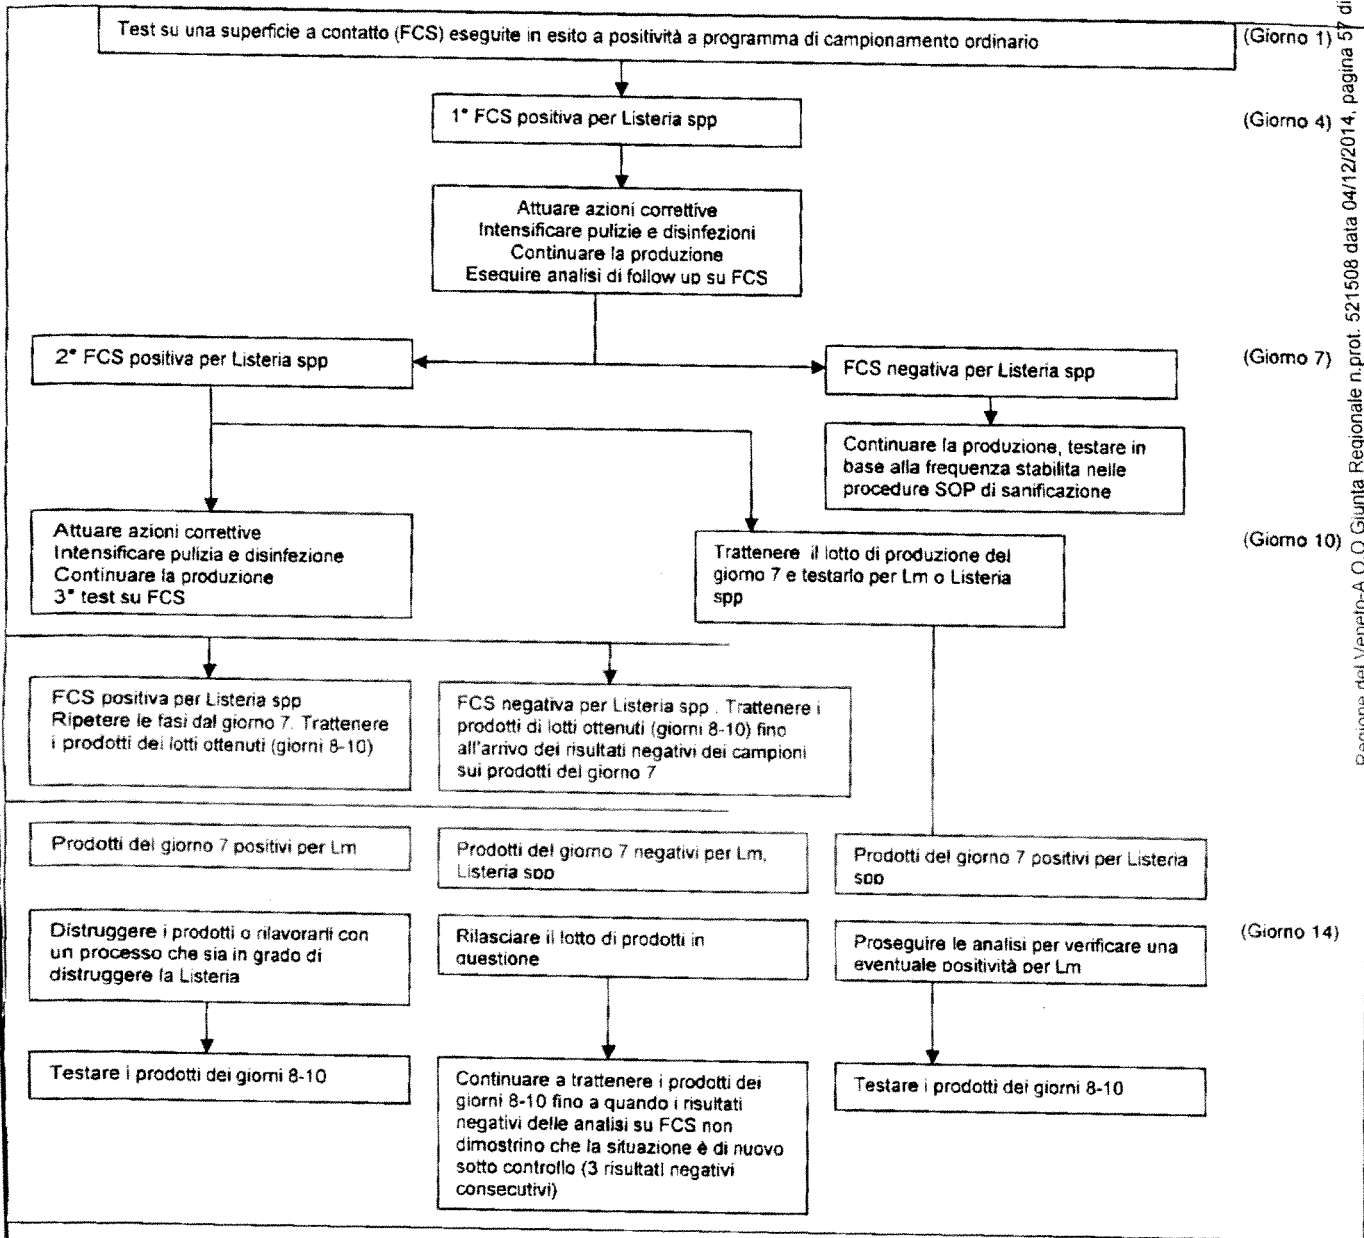 Test su una superficie a contatto (FCS) eseguite in esito a positività a programma di campionamento ordinario
(Giorno 1)
1° FCS positiva per Listeria spp
(Giorno 4)
Attuare azioni correttive
Intensificare pulizie e disinfezioni
Continuare la produzione
Eseguire analisi di follow up su FCS
2° FCS positiva per Listeria spp
FCS negativa per Listeria spp
(Giorno 7)
Continuare la produzione, testare in
base alla frequenza stabilita nelle
procedure SOP di sanificazione
Attuare azioni correttive
Intensificare pulizia e disinfezione
Continuare la produzione
3° test su FCS
Trattenere il lotto di produzione del
giorno 7 e testarlo per Lm o Listeria
spp
(Giorno 10)
FCS positiva per Listeria spp
Ripetere le fasi dal giorno 7. Trattenere
i prodotti dei lotti ottenuti (giorni 8-10)
FCS negativa per Listeria spp . Trattenere i
prodotti di lotti ottenuti (giorni 8-10) fino
all'arrivo dei risultati negativi dei campioni
sui prodotti del giorno 7
Prodotti del giorno 7 positivi per Lm
Prodotti del giorno 7 negativi per Lm,
Listeria spp
Prodotti del giorno 7 positivi per Listeria
spp
Distruggere i prodotti o rilavorarli con
un processo che sia in grado di
distruggere la Listeria
Rilasciare il lotto di prodotti in
questione
Proseguire le analisi per verificare una
eventuale positività per Lm
(Giorno 14)
Testare i prodotti dei giorni 8-10
Continuare a trattenere i prodotti dei
giorni 8-10 fino a quando i risultati
negativi delle analisi su FCS non
dimostrino che la situazione è di nuovo
sotto controllo (3 risultati negativi
consecutivi)
Testare i prodotti dei giorni 8-10
Regione del Veneto-A.O.O Giunta Regionale n.prot. 521508 data 04/12/2014, pagina 57 di